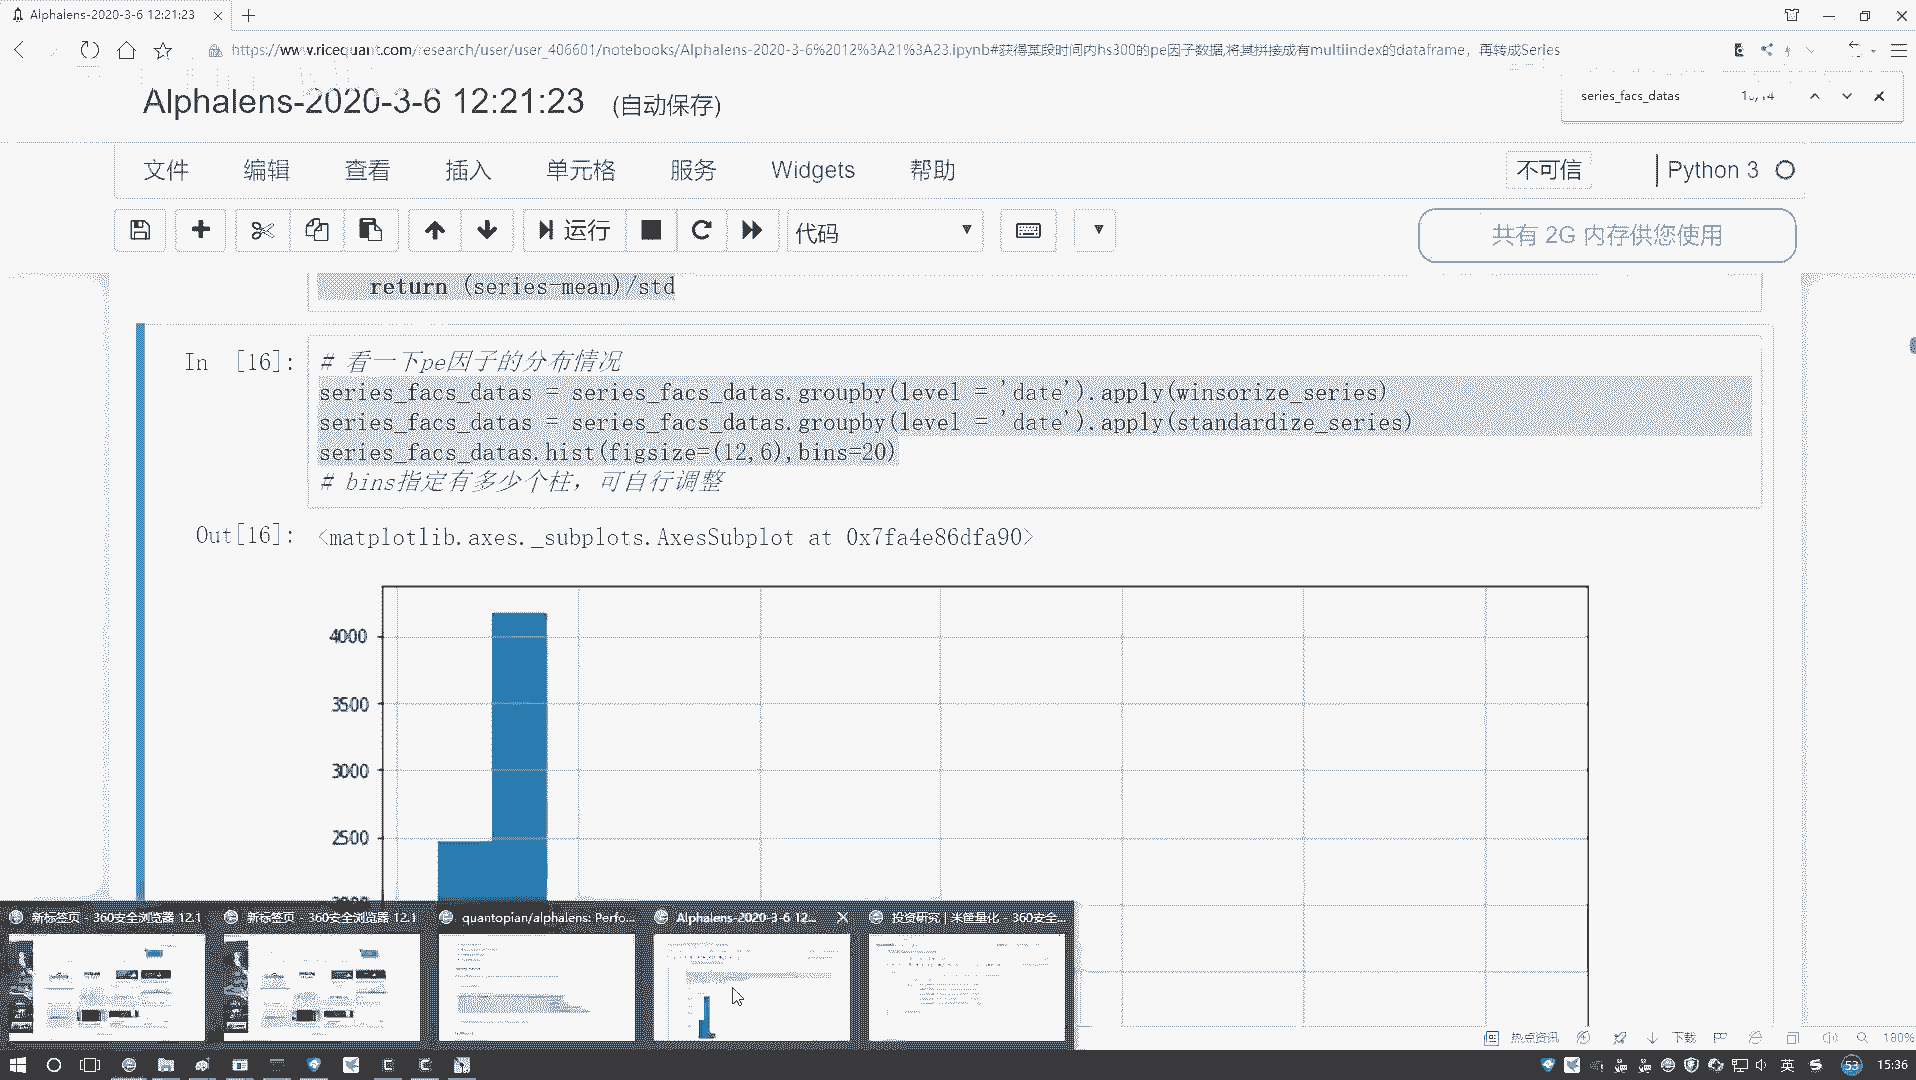 Alphalens-2020-3-6 12:21:23
https://www.ricequant.com/research/user/user_406601/notebooks/Alphalens-2020-3-6%2012%3A21%3A23.ipynb#获得某段时间内hs300的pe因子数据,将其拼接成有multiindex的dataframe，再转成Series
Alphalens-2020-3-6 12:21:23 (自动保存)
series_facs_datas
文件 编辑 查看 插入 单元格 服务 Widgets 帮助
不可信 Python 3
运行 代码
共有 2G 内存供您使用
return (series-mean)/std
In [16]:
# 看一下pe因子的分布情况
series_facs_datas = series_facs_datas.groupby(level = 'date').apply(winsorize_series)
series_facs_datas = series_facs_datas.groupby(level = 'date').apply(standardize_series)
series_facs_datas.hist(figsize=(12,6),bins=20)
# bins指定有多少个柱，可自行调整
Out[16]: <matplotlib.axes._subplots.AxesSubplot at 0x7fa4e86dfa90>
4000
3500
3000
2500
新标签页 - 360安全浏览器 12.1
新标签页 - 360安全浏览器 12.1
quantopian/alphalens: Perfo...
Alphalens-2020-3-6 12...
投资研究 | 米筐量化 - 360安全...
热点资讯 下载 180%
英 53 15:36